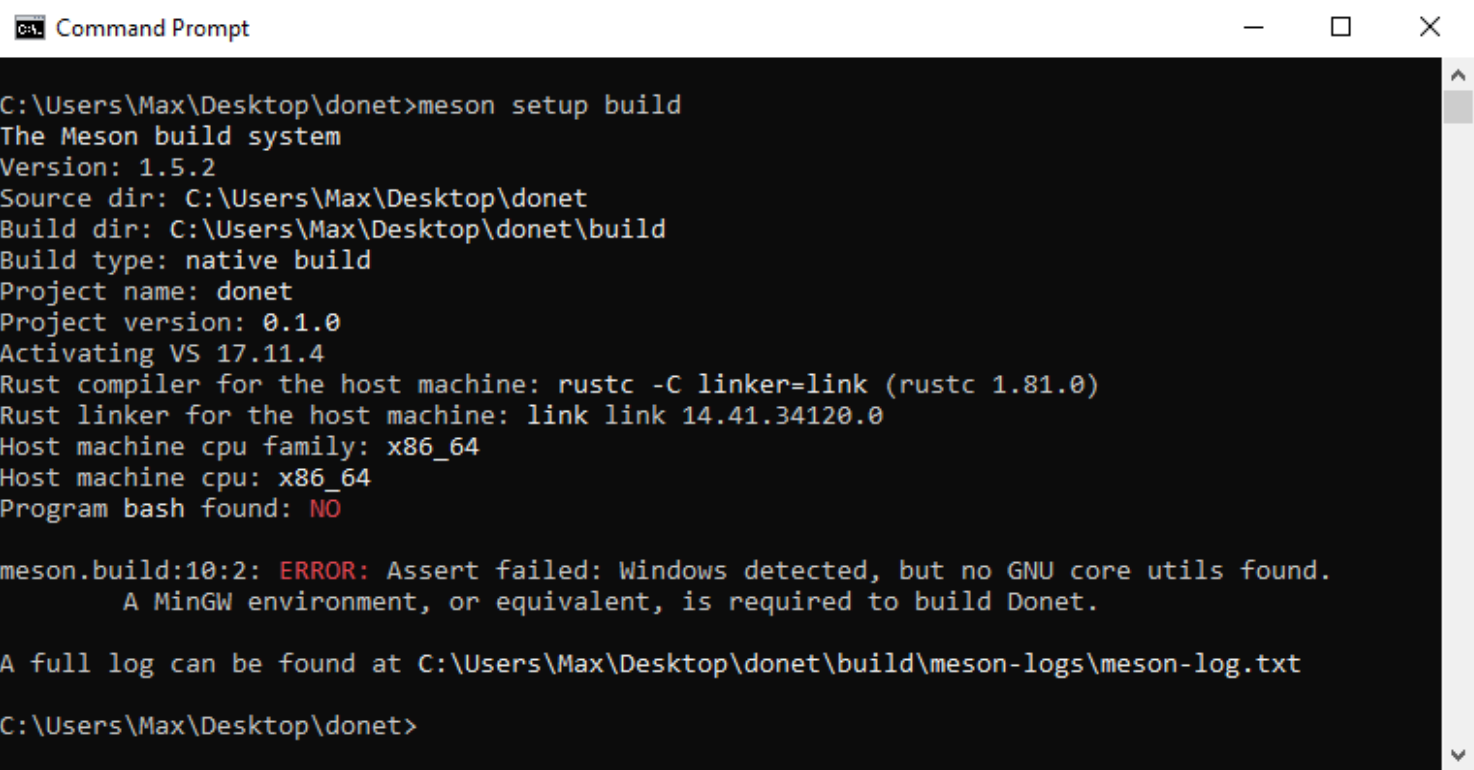 Command Prompt
C:\Users\Max\Desktop\donet>meson setup build
The Meson build system
Version: 1.5.2
Source dir: C:\Users\Max\Desktop\donet
Build dir: C:\Users\Max\Desktop\donet\build
Build type: native build
Project name: donet
Project version: 0.1.0
Activating VS 17.11.4
Rust compiler for the host machine: rustc -C linker=link (rustc 1.81.0)
Rust linker for the host machine: link link 14.41.34120.0
Host machine cpu family: x86_64
Host machine cpu: x86_64
Program bash found: NO
meson.build:10:2: ERROR: Assert failed: Windows detected, but no GNU core utils found.
A MinGW environment, or equivalent, is required to build Donet.
A full log can be found at C:\Users\Max\Desktop\donet\build\meson-logs\meson-log.txt
C:\Users\Max\Desktop\donet>